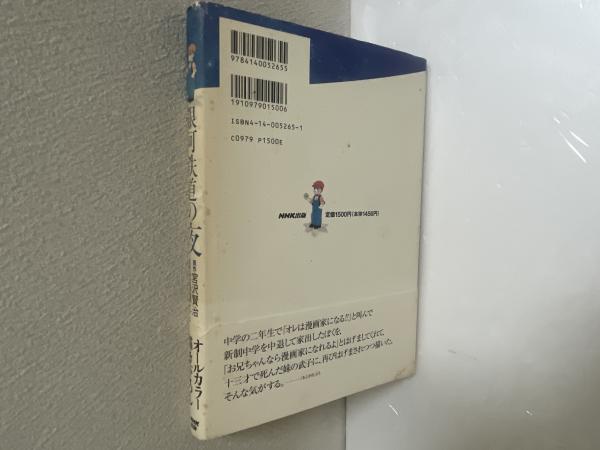 9784140052655
1910979015006
ISBN4-14-005265-1
C0979 P1500E
NHK出版
定価1500円(本体1456円)
中学の二年生で「オレは漫画家になる!!」と叫んで
新制中学を中退して家出したぼくを、
「お兄ちゃんなら漫画家になれるよ」とはげましてくれて、
十三才で死んだ妹の武子に、再びはげまされつつ描いた、
そんな気がする。
銀河鉄道の夜
原作 宮沢賢治
オールカラー